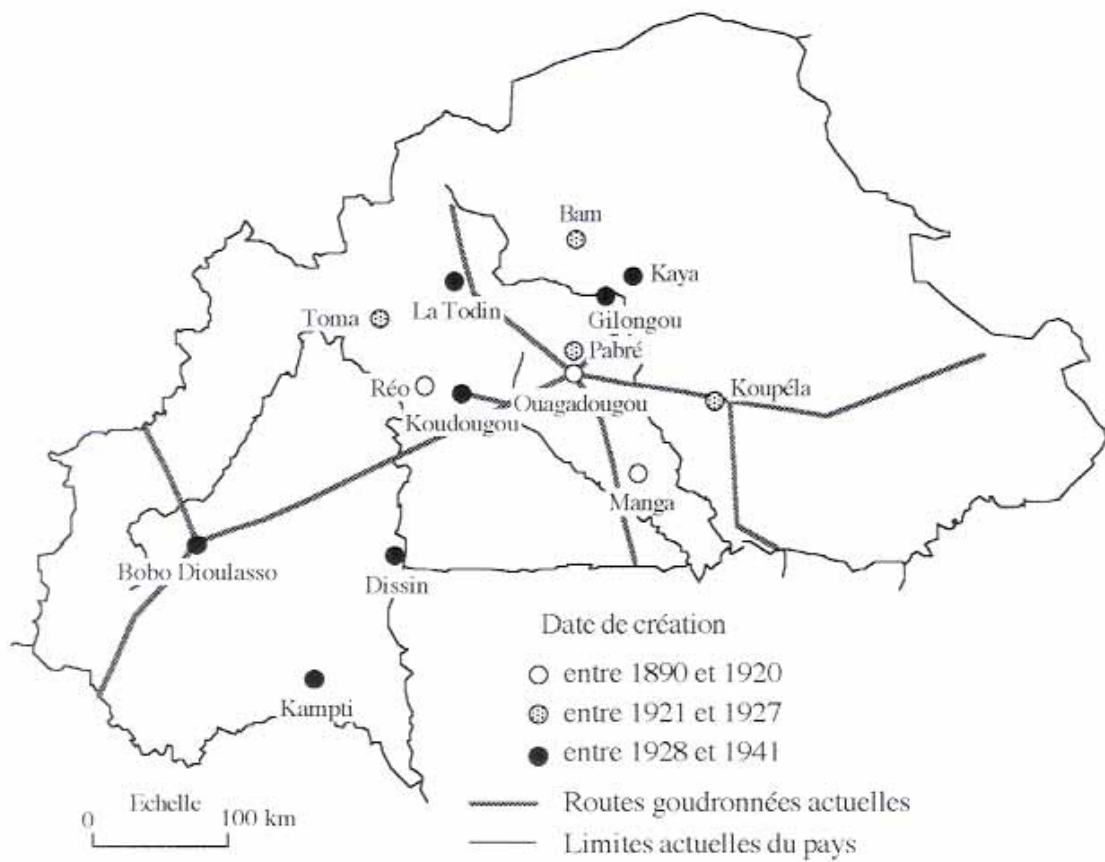 Bam
Kaya
La Todin
Gilongou
Toma
Pabré
Réo
Koupéla
Ouagadougou
Koudougou
Manga
Bobo Dioulasso
Dissin
Kampti
Date de création
entre 1890 et 1920
entre 1921 et 1927
entre 1928 et 1941
Routes goudronnées actuelles
Limites actuelles du pays
Echelle
0 100 km